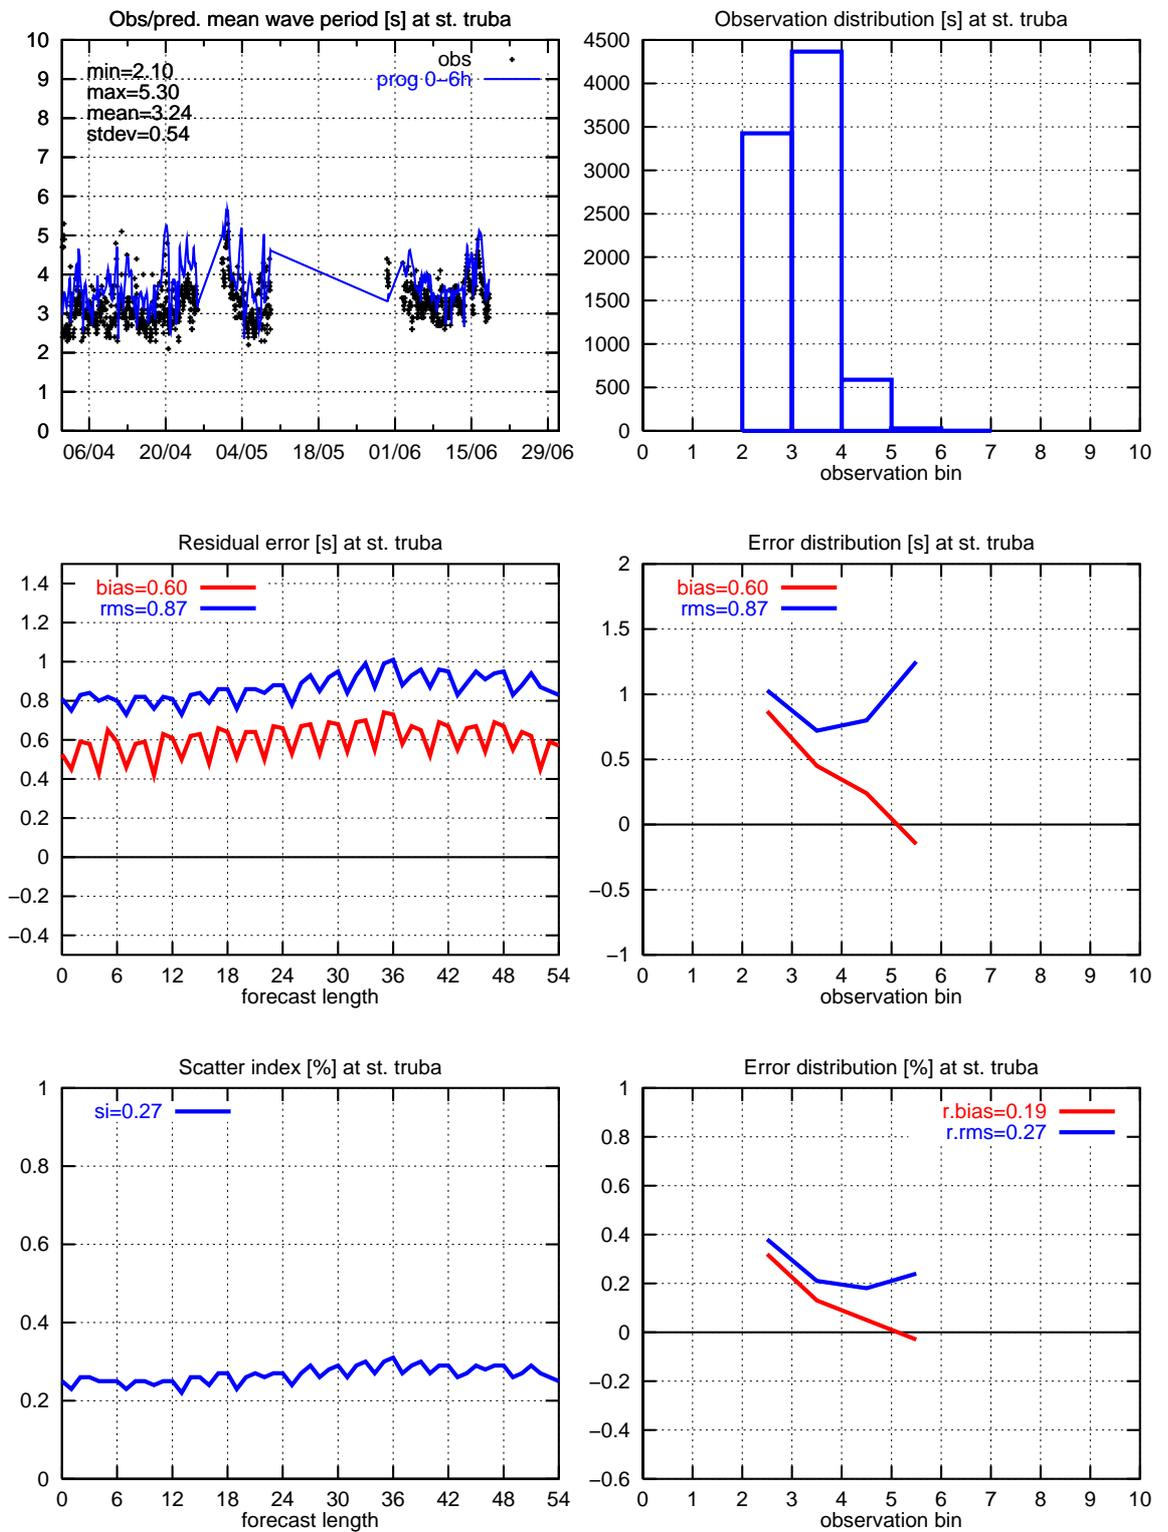 Obs/pred. mean wave period [s] at st. truba
10
9
8
7
6
5
4
3
2
1
0
min=2.10
max=5.30
mean=3.24
stdev=0.54
obs
prog 0-6h
06/04 20/04 04/05 18/05 01/06 15/06 29/06
Observation distribution [s] at st. truba
4500
4000
3500
3000
2500
2000
1500
1000
500
0
0 1 2 3 4 5 6 7 8 9 10
observation bin
Residual error [s] at st. truba
1.4
1.2
1
0.8
0.6
0.4
0.2
0
−0.2
−0.4
bias=0.60
rms=0.87
0 6 12 18 24 30 36 42 48 54
forecast length
Error distribution [s] at st. truba
2
1.5
1
0.5
0
−0.5
−1
bias=0.60
rms=0.87
0 1 2 3 4 5 6 7 8 9 10
observation bin
Scatter index [%] at st. truba
1
0.8
0.6
0.4
0.2
0
si=0.27
0 6 12 18 24 30 36 42 48 54
forecast length
Error distribution [%] at st. truba
1
0.8
0.6
0.4
0.2
0
−0.2
−0.4
−0.6
r.bias=0.19
r.rms=0.27
0 1 2 3 4 5 6 7 8 9 10
observation bin